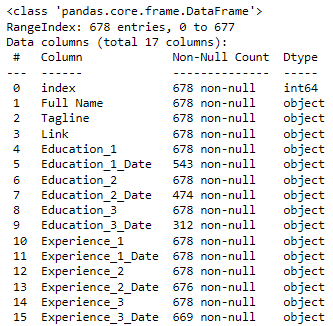 <class 'pandas.core.frame.DataFrame'>
RangeIndex: 678 entries, 0 to 677
Data columns (total 17 columns):
 #   Column             Non-Null Count  Dtype
---  ------             --------------  -----
 0   index              678 non-null    int64
 1   Full Name          678 non-null    object
 2   Tagline            678 non-null    object
 3   Link               678 non-null    object
 4   Education_1        678 non-null    object
 5   Education_1_Date   543 non-null    object
 6   Education_2        678 non-null    object
 7   Education_2_Date   474 non-null    object
 8   Education_3        678 non-null    object
 9   Education_3_Date   312 non-null    object
 10  Experience_1       678 non-null    object
 11  Experience_1_Date  678 non-null    object
 12  Experience_2       678 non-null    object
 13  Experience_2_Date  676 non-null    object
 14  Experience_3       678 non-null    object
 15  Experience_3_Date  669 non-null    object